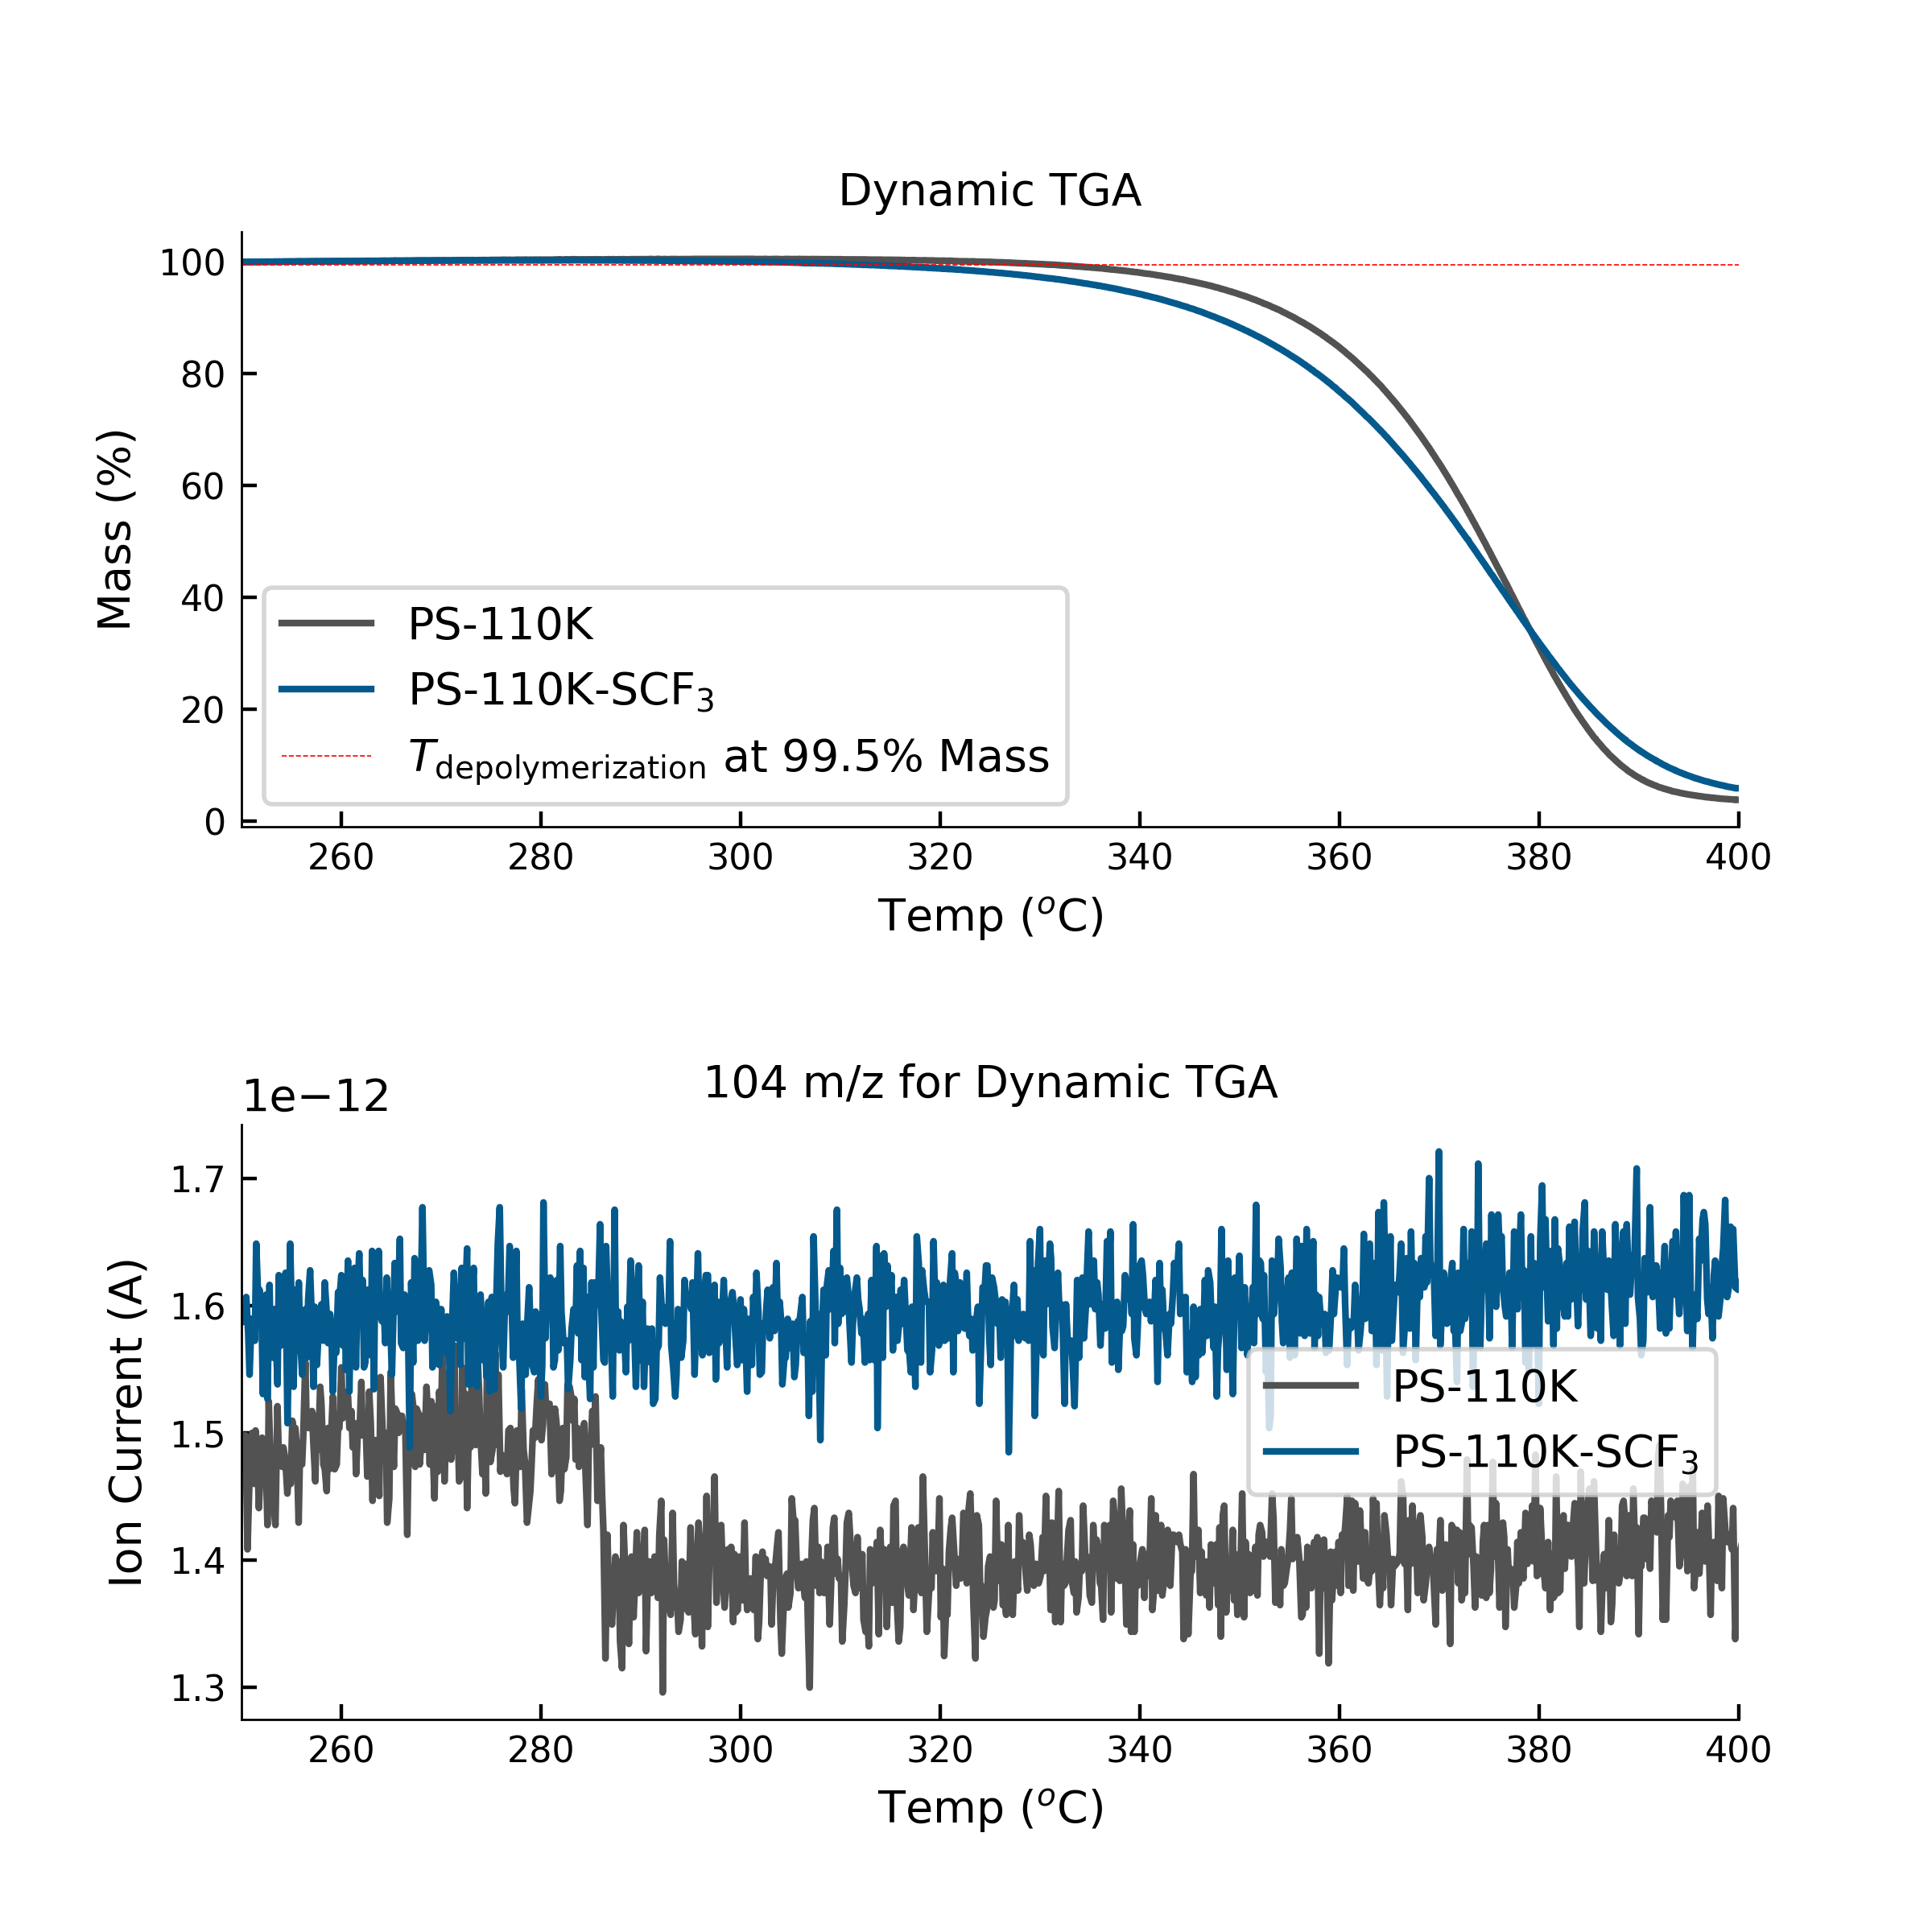 Dynamic TGA
100
80
60
40
20
0
Mass (%)
PS-110K
PS-110K-SCF₃
T depolymerization at 99.5% Mass
260 280 300 320 340 360 380 400
Temp (°C)
1e−12
104 m/z for Dynamic TGA
1.7
1.6
1.5
1.4
1.3
Ion Current (A)
PS-110K
PS-110K-SCF₃
260 280 300 320 340 360 380 400
Temp (°C)